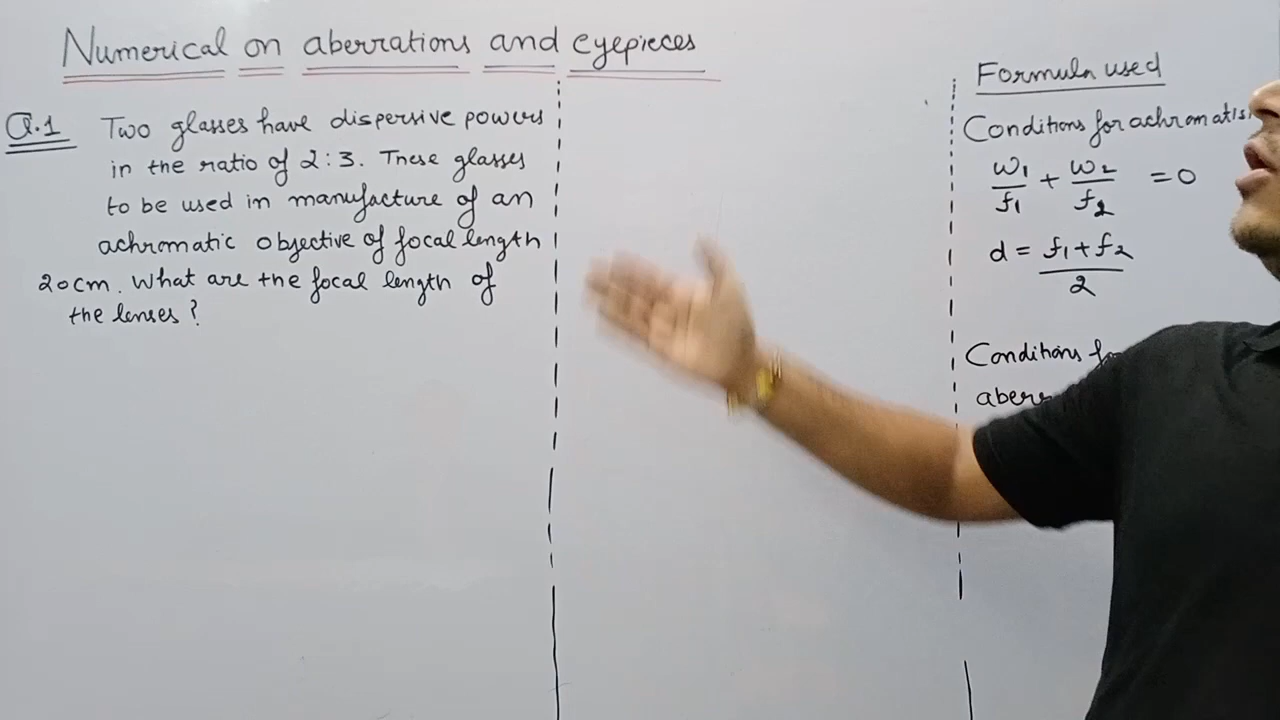 Numerical on aberrations and eyepieces
Q.1 Two glasses have dispersive powers
in the ratio of 2:3. These glasses
to be used in manufacture of an
achromatic objective of focal length
20cm. What are the focal length of
the lenses?
Formula used
Conditions for
ω1/f1 + ω2/f2 = 0
d = f1+f2/2
Conditions